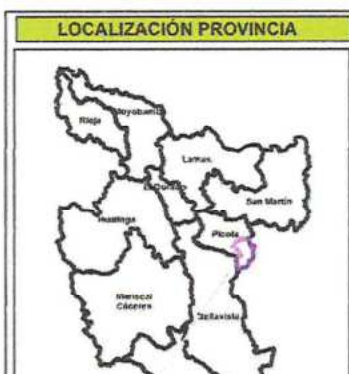 LOCALIZACIÓN PROVINCIA
Moyobamba
Rioja
Lamas
El Dorado
San Martín
Huallaga
Picota
Mariscal
Cáceres
Bellavista